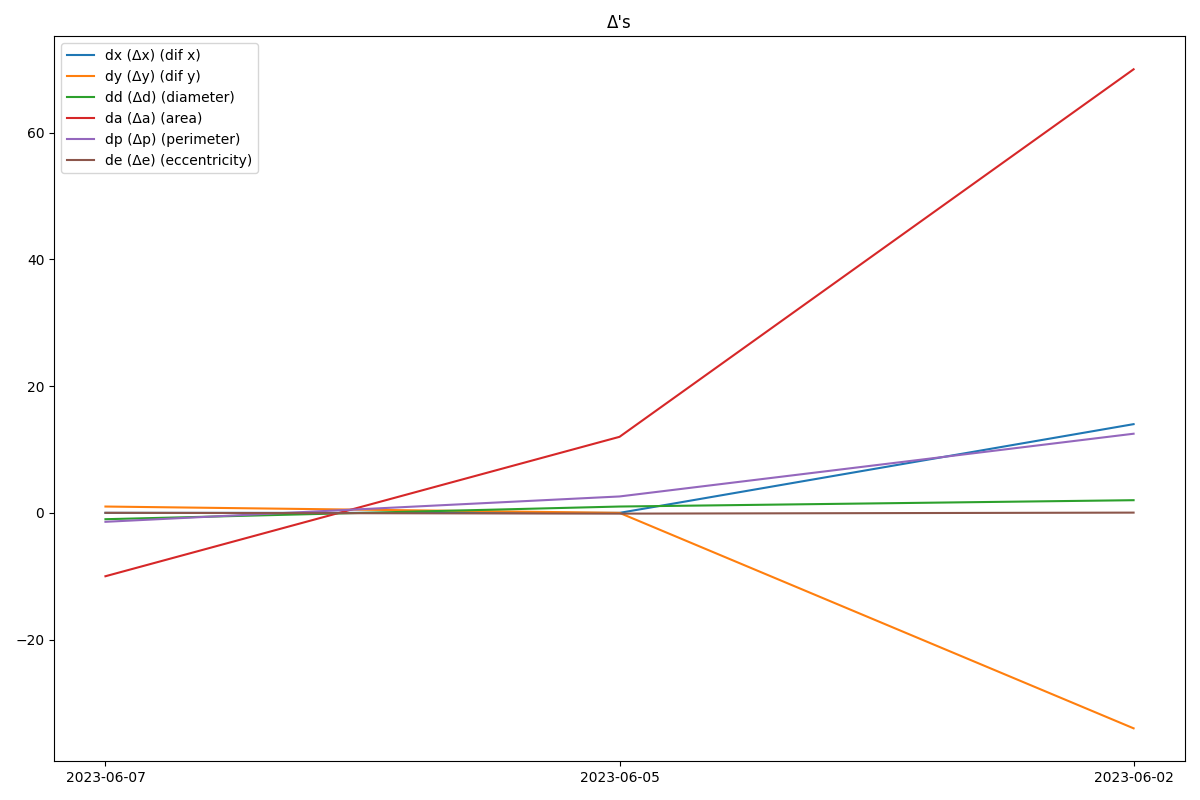 Δ's
dx (Δx) (dif x)
dy (Δy) (dif y)
dd (Δd) (diameter)
da (Δa) (area)
dp (Δp) (perimeter)
de (Δe) (eccentricity)
60
40
20
0
−20
2023-06-07
2023-06-05
2023-06-02